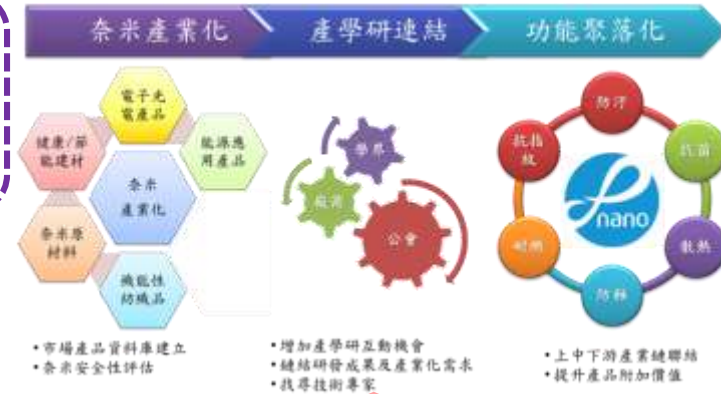 奈米產業化
產學研連結
功能聚落化
電子光
電產品
健康/節
能建材
能源應
用產品
奈米
產業化
奈米原
材料
機能性
紡織品
學界
公會
防汙
抗指
紋
抗菌
nano
耐磨
散熱
防霉
•市場產品資料庫建立
•奈米安全性評估
•增加產學研互動機會
•鏈結研發成果及產業化需求
•找尋技術專家
•上中下游產業鏈聯結
•提升產品附加價值